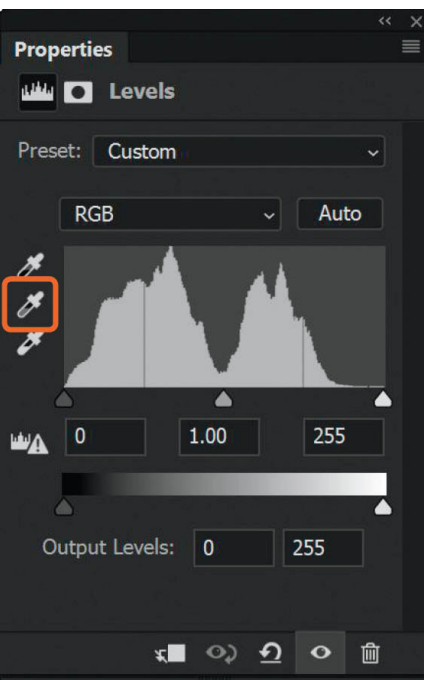 Properties
Levels
Preset: Custom
RGB Auto
0 1.00 255
Output Levels: 0 255